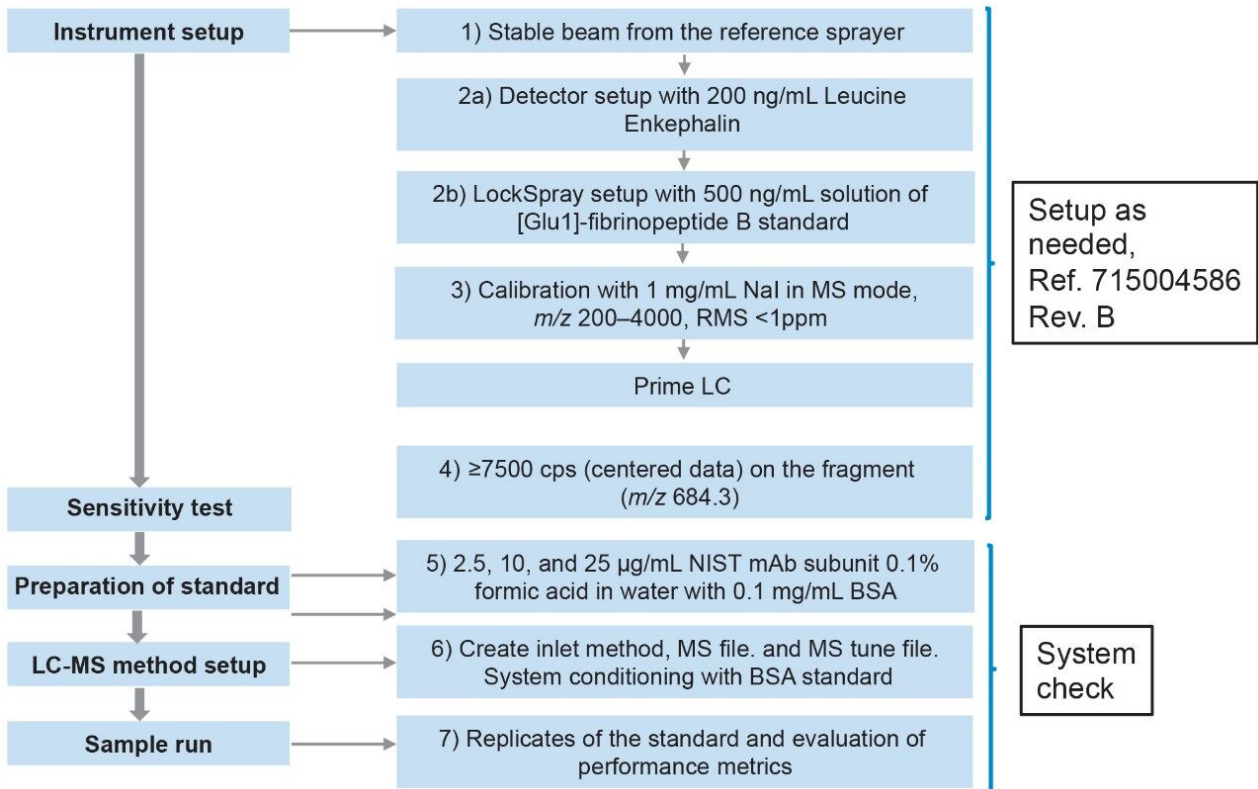 Instrument setup
1) Stable beam from the reference sprayer
2a) Detector setup with 200 ng/mL Leucine
Enkephalin
2b) LockSpray setup with 500 ng/mL solution of
[Glu1]-fibrinopeptide B standard
3) Calibration with 1 mg/mL NaI in MS mode,
m/z 200–4000, RMS <1ppm
Prime LC
Setup as
needed,
Ref. 715004586
Rev. B
4) ≥7500 cps (centered data) on the fragment
(m/z 684.3)
Sensitivity test
Preparation of standard
5) 2.5, 10, and 25 µg/mL NIST mAb subunit 0.1%
formic acid in water with 0.1 mg/mL BSA
LC-MS method setup
6) Create inlet method, MS file. and MS tune file.
System conditioning with BSA standard
System
check
Sample run
7) Replicates of the standard and evaluation of
performance metrics